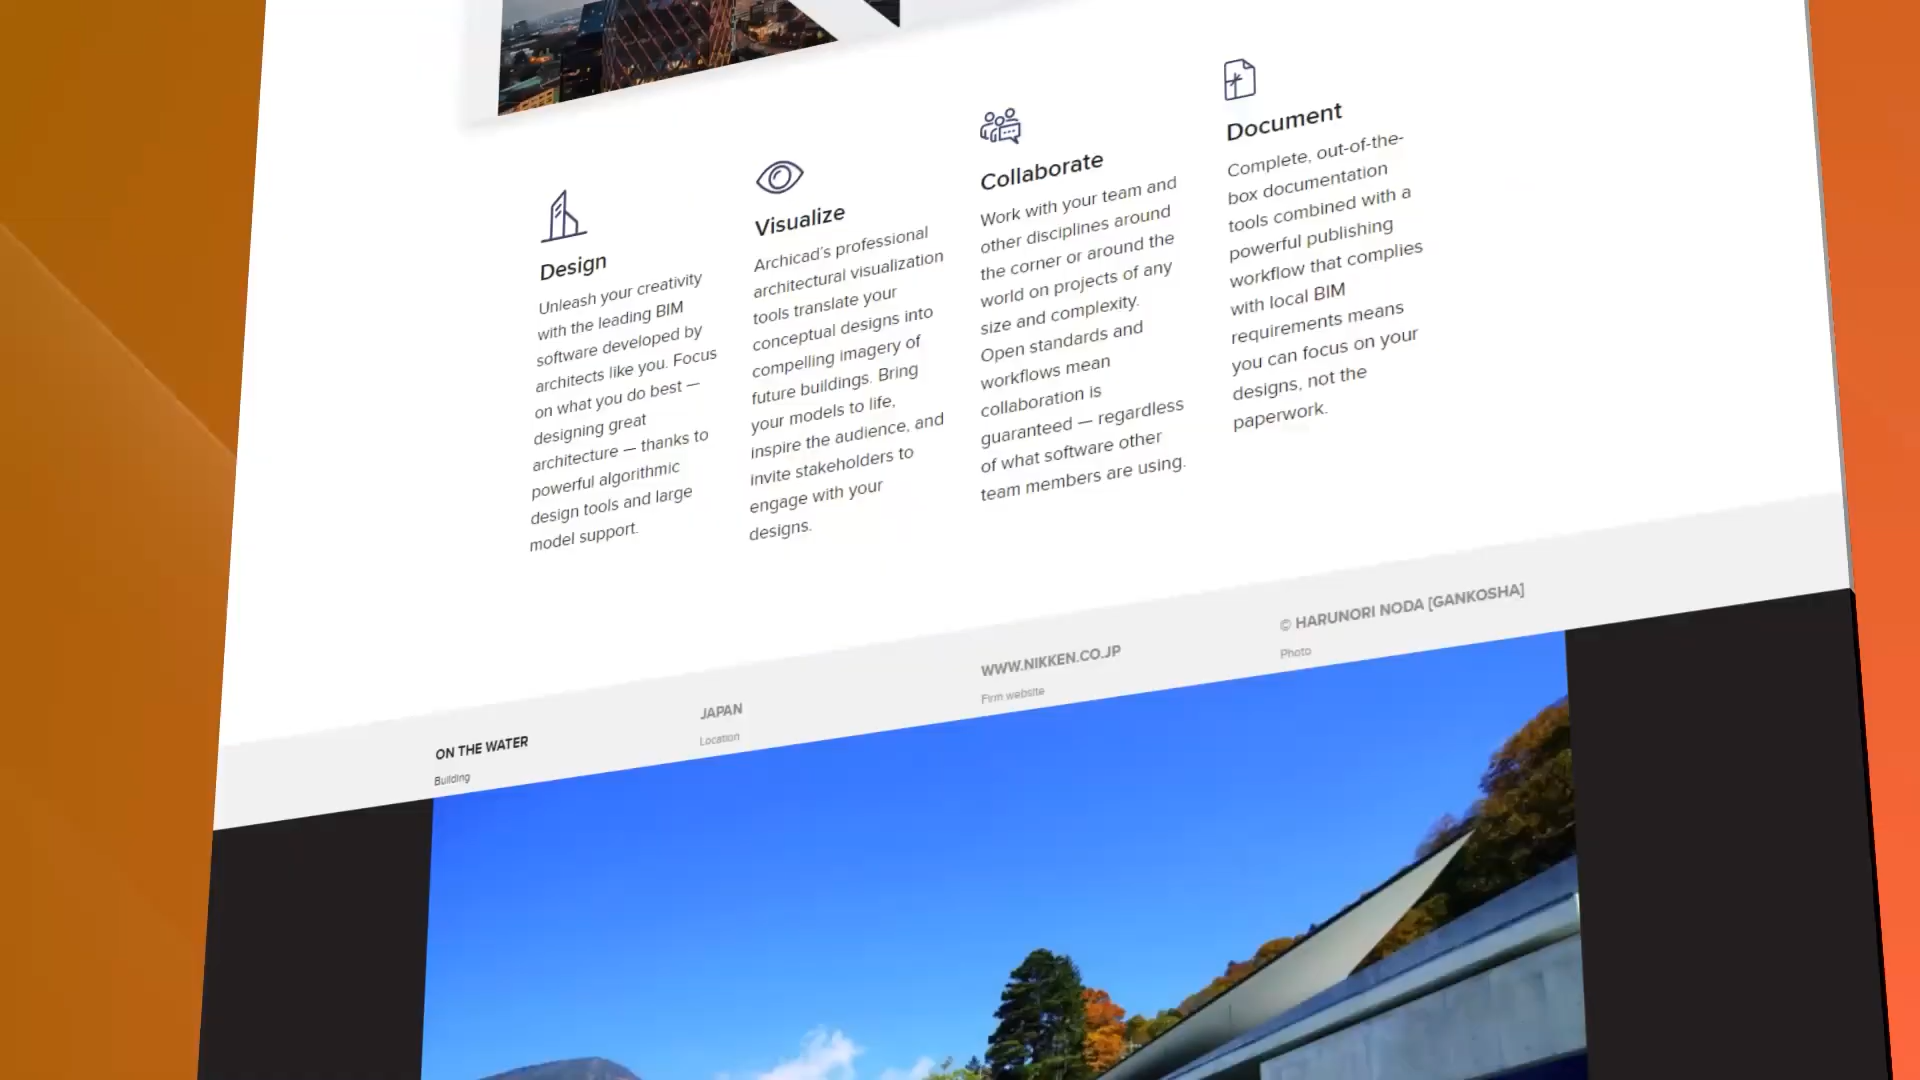 Design
Unleash your creativity
with the leading BIM
software developed by
architects like you. Focus
on what you do best —
designing great
architecture — thanks to
powerful algorithmic
design tools and large
model support.
Visualize
Archicad's professional
architectural visualization
tools translate your
conceptual designs into
compelling imagery of
future buildings. Bring
your models to life,
inspire the audience, and
invite stakeholders to
engage with your
designs.
Collaborate
Work with your team and
other disciplines around
the corner or around the
world on projects of any
size and complexity.
Open standards and
workflows mean
collaboration is
guaranteed — regardless
of what software other
team members are using.
Document
Complete, out-of-the-
box documentation
tools combined with a
powerful publishing
workflow that complies
with local BIM
requirements means
you can focus on your
designs, not the
paperwork.
ON THE WATER
Building
JAPAN
Location
WWW.NIKKEN.CO.JP
Firm website
© HARUNORI NODA [GANKOSHA]
Photo